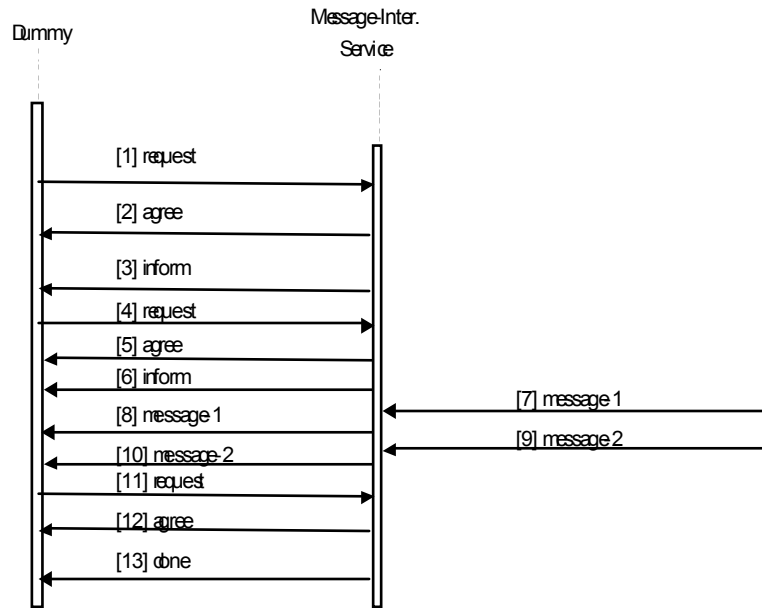 Dummy
Message-Inter.
Service
[1] request
[2] agree
[3] inform
[4] request
[5] agree
[6] inform
[7] message-1
[8] message-1
[9] message-2
[10] message-2
[11] request
[12] agree
[13] done